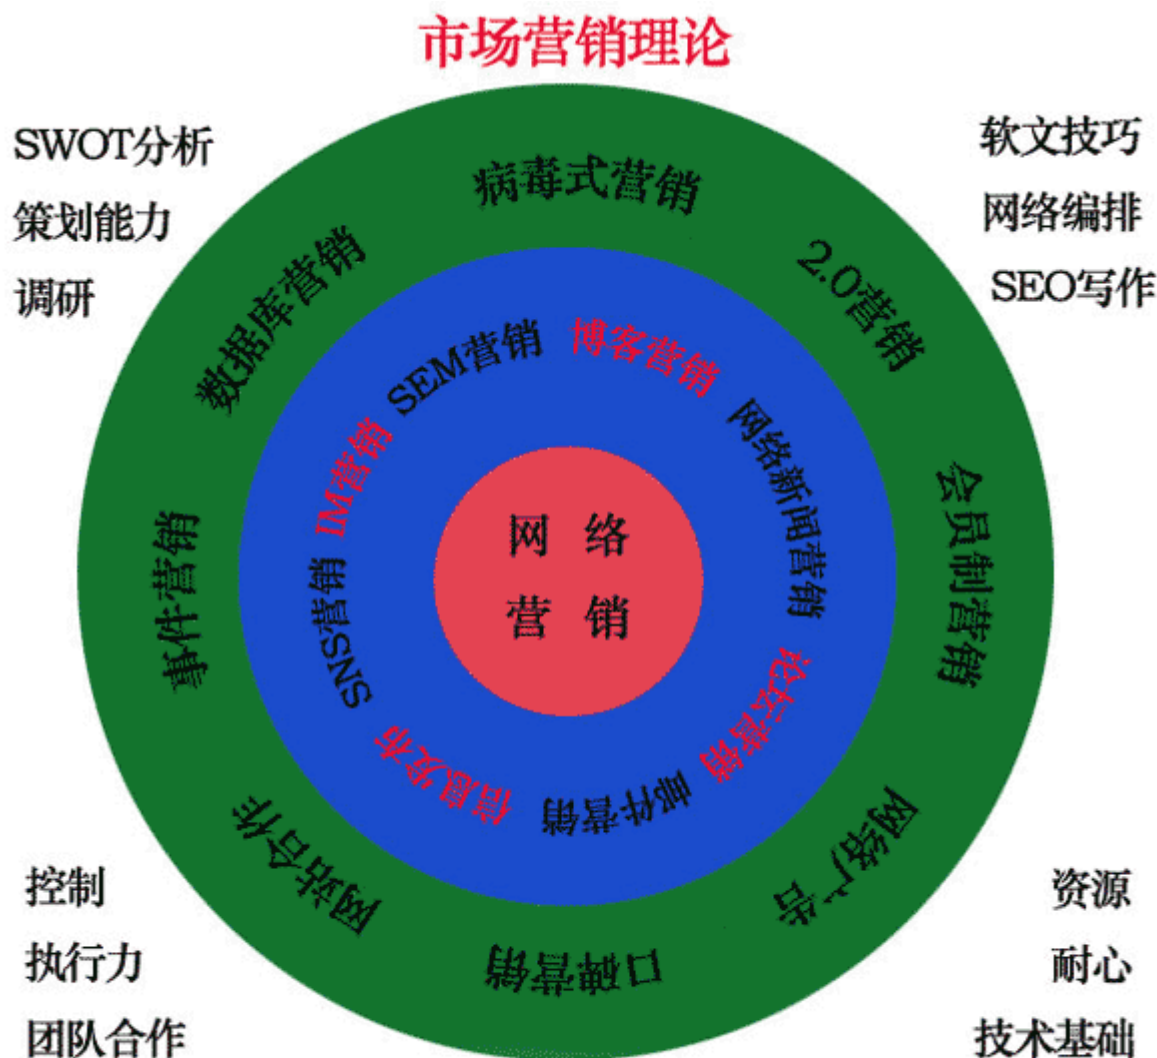 市场营销理论
SWOT分析
策划能力
调研
软文技巧
网络编排
SEO写作
病毒式营销
2.0营销
会员制营销
网络广告
口碑营销
网站合作
事件营销
数据库营销
SEM营销
博客营销
网络新闻营销
论坛营销
邮件营销
信息发布
SNS营销
IM营销
网 络
营 销
控制
执行力
团队合作
资源
耐心
技术基础